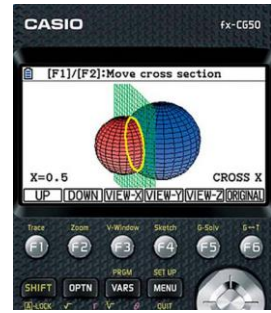 CASIO fx-CG50
[F1]/[F2]:Move cross section
X=0.5 CROSS X
UP DOWN VIEW-X VIEW-Y VIEW-Z ORIGINAL
Trace Zoom V-Window Sketch G-Solv G↔T
F1 F2 F3 F4 F5 F6
PRGM SET UP
SHIFT OPTN VARS MENU
A-LOCK √ QUIT